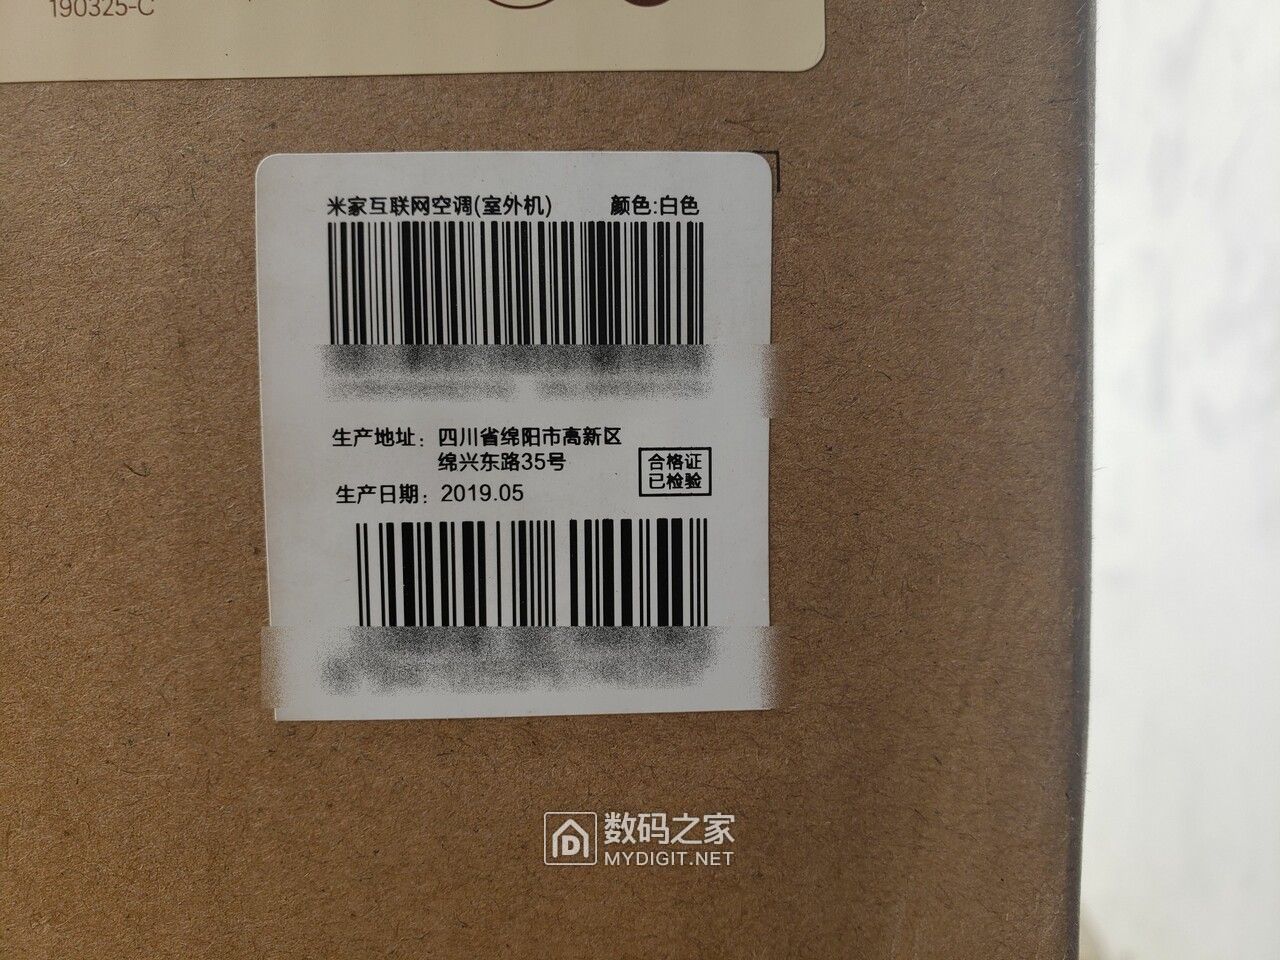 190325-C
米家互联网空调(室外机) 颜色:白色
生产地址：四川省绵阳市高新区
绵兴东路35号
合格证
已检验
生产日期：2019.05
数码之家
MYDIGIT.NET